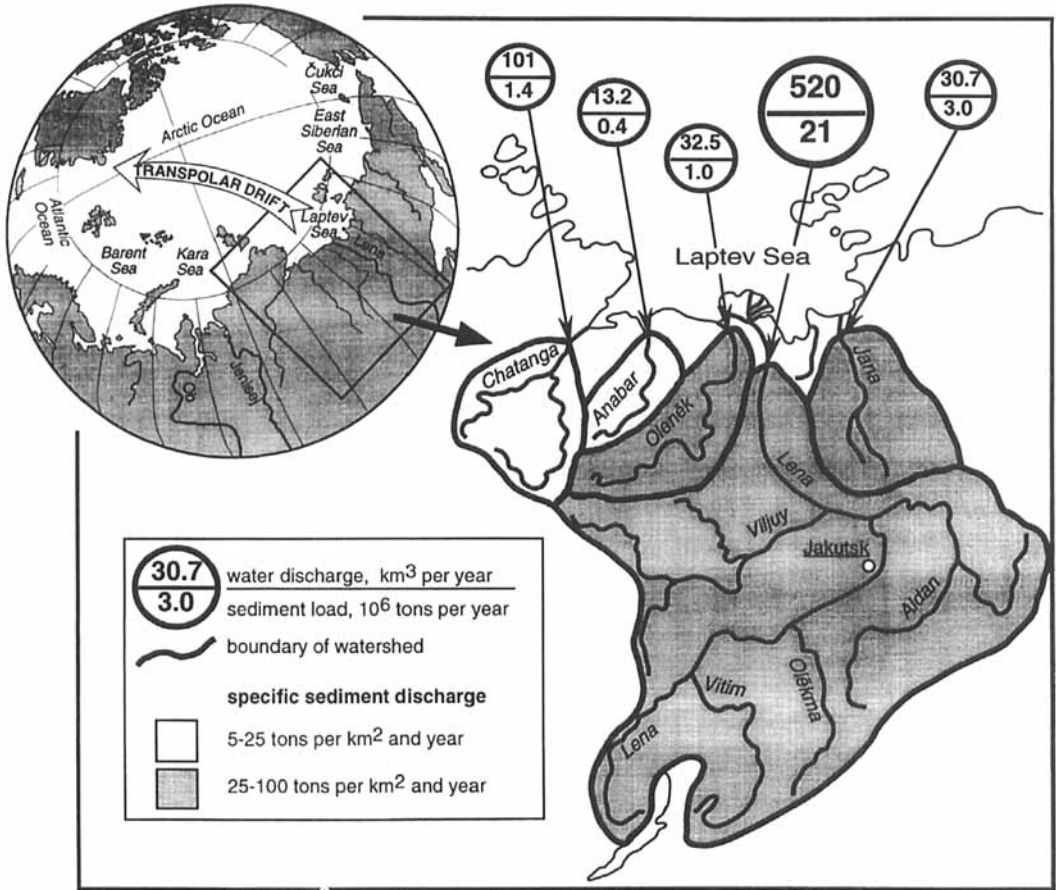 Čukci
Sea
East
Siberian
Sea
Arctic Ocean
TRANSPOLAR DRIFT
Laptev
Sea
Lena
Atlantic
Ocean
Barent
Sea
Kara
Sea
Ob
Jenisej
101
1.4
13.2
0.4
32.5
1.0
520
21
30.7
3.0
Laptev Sea
Chatanga
Anabar
Olenëk
Jana
Lena
Viljuy
Jakutsk
Aldan
Olëkma
Vitim
Lena
30.7
3.0
water discharge, km³ per year
sediment load, 10⁶ tons per year
boundary of watershed
specific sediment discharge
5-25 tons per km² and year
25-100 tons per km² and year